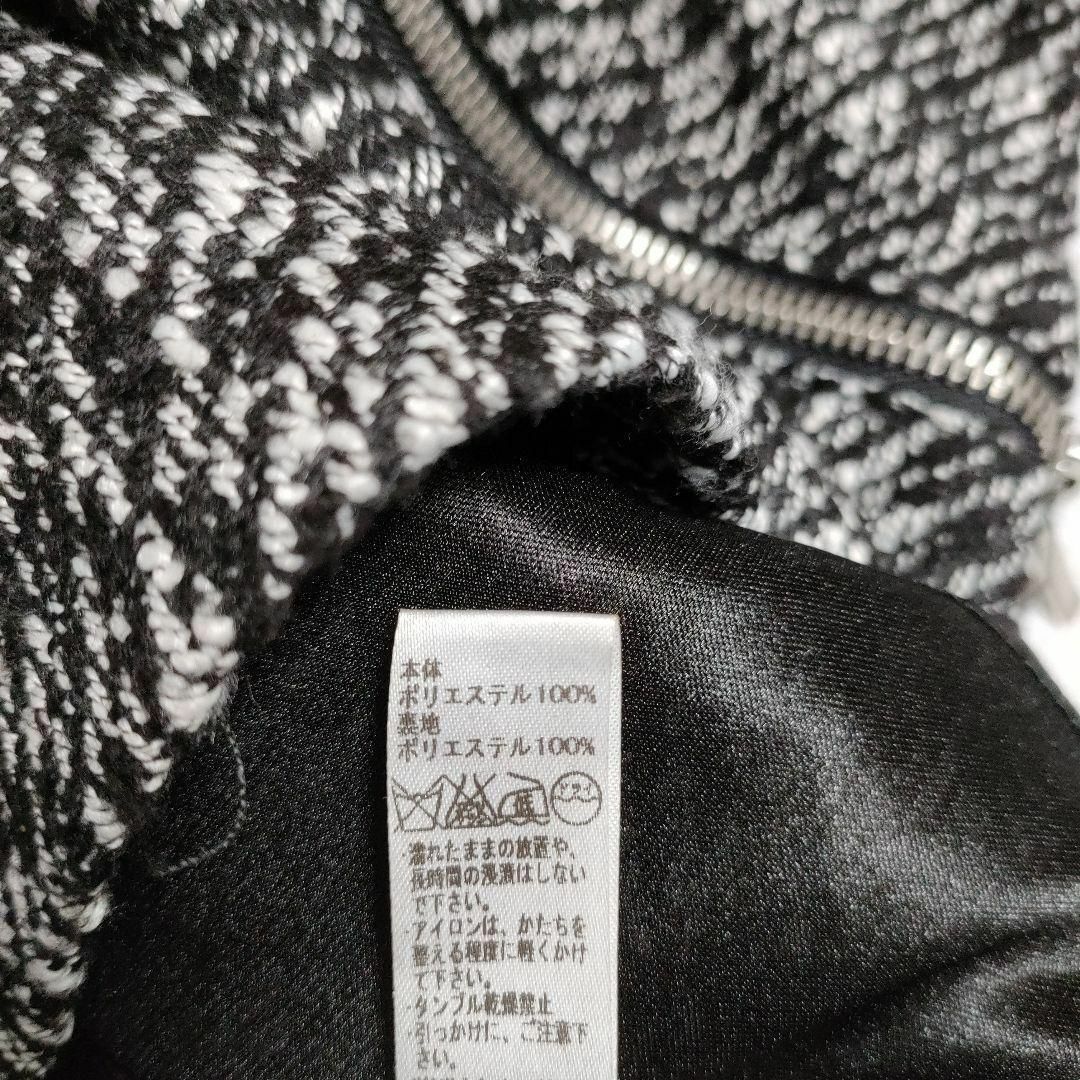 本体
ポリエステル100%
裏地
ポリエステル100%
・濡れたままの放置や、
長時間の浸漬はしない
で下さい。
・アイロンは、かたちを
整える程度に軽くかけ
て下さい。
・タンブル乾燥禁止
・引っかけに、ご注意下
さい。